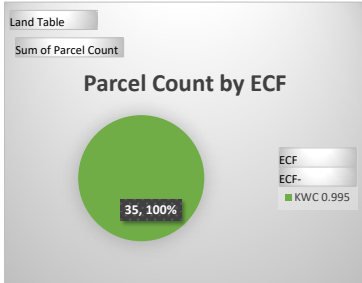 Land Table
Sum of Parcel Count
Parcel Count by ECF
35, 100%
ECF
ECF-
KWC 0.995